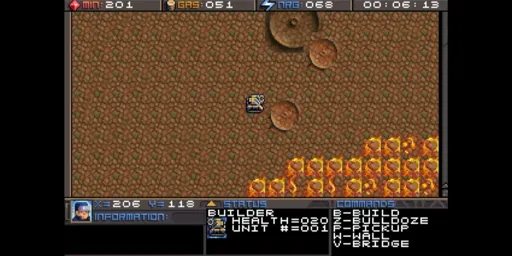 MIN:201 GAS:051 NRG 068 00:06:13
X=206 Y=118
INFORMATION:
STATUS
BUILDER
HEALTH=020
UNIT #=001
COMMANDS
B-BUILD
Z-BULLDOZE
P-PICKUP
W-WALL
V-BRIDGE